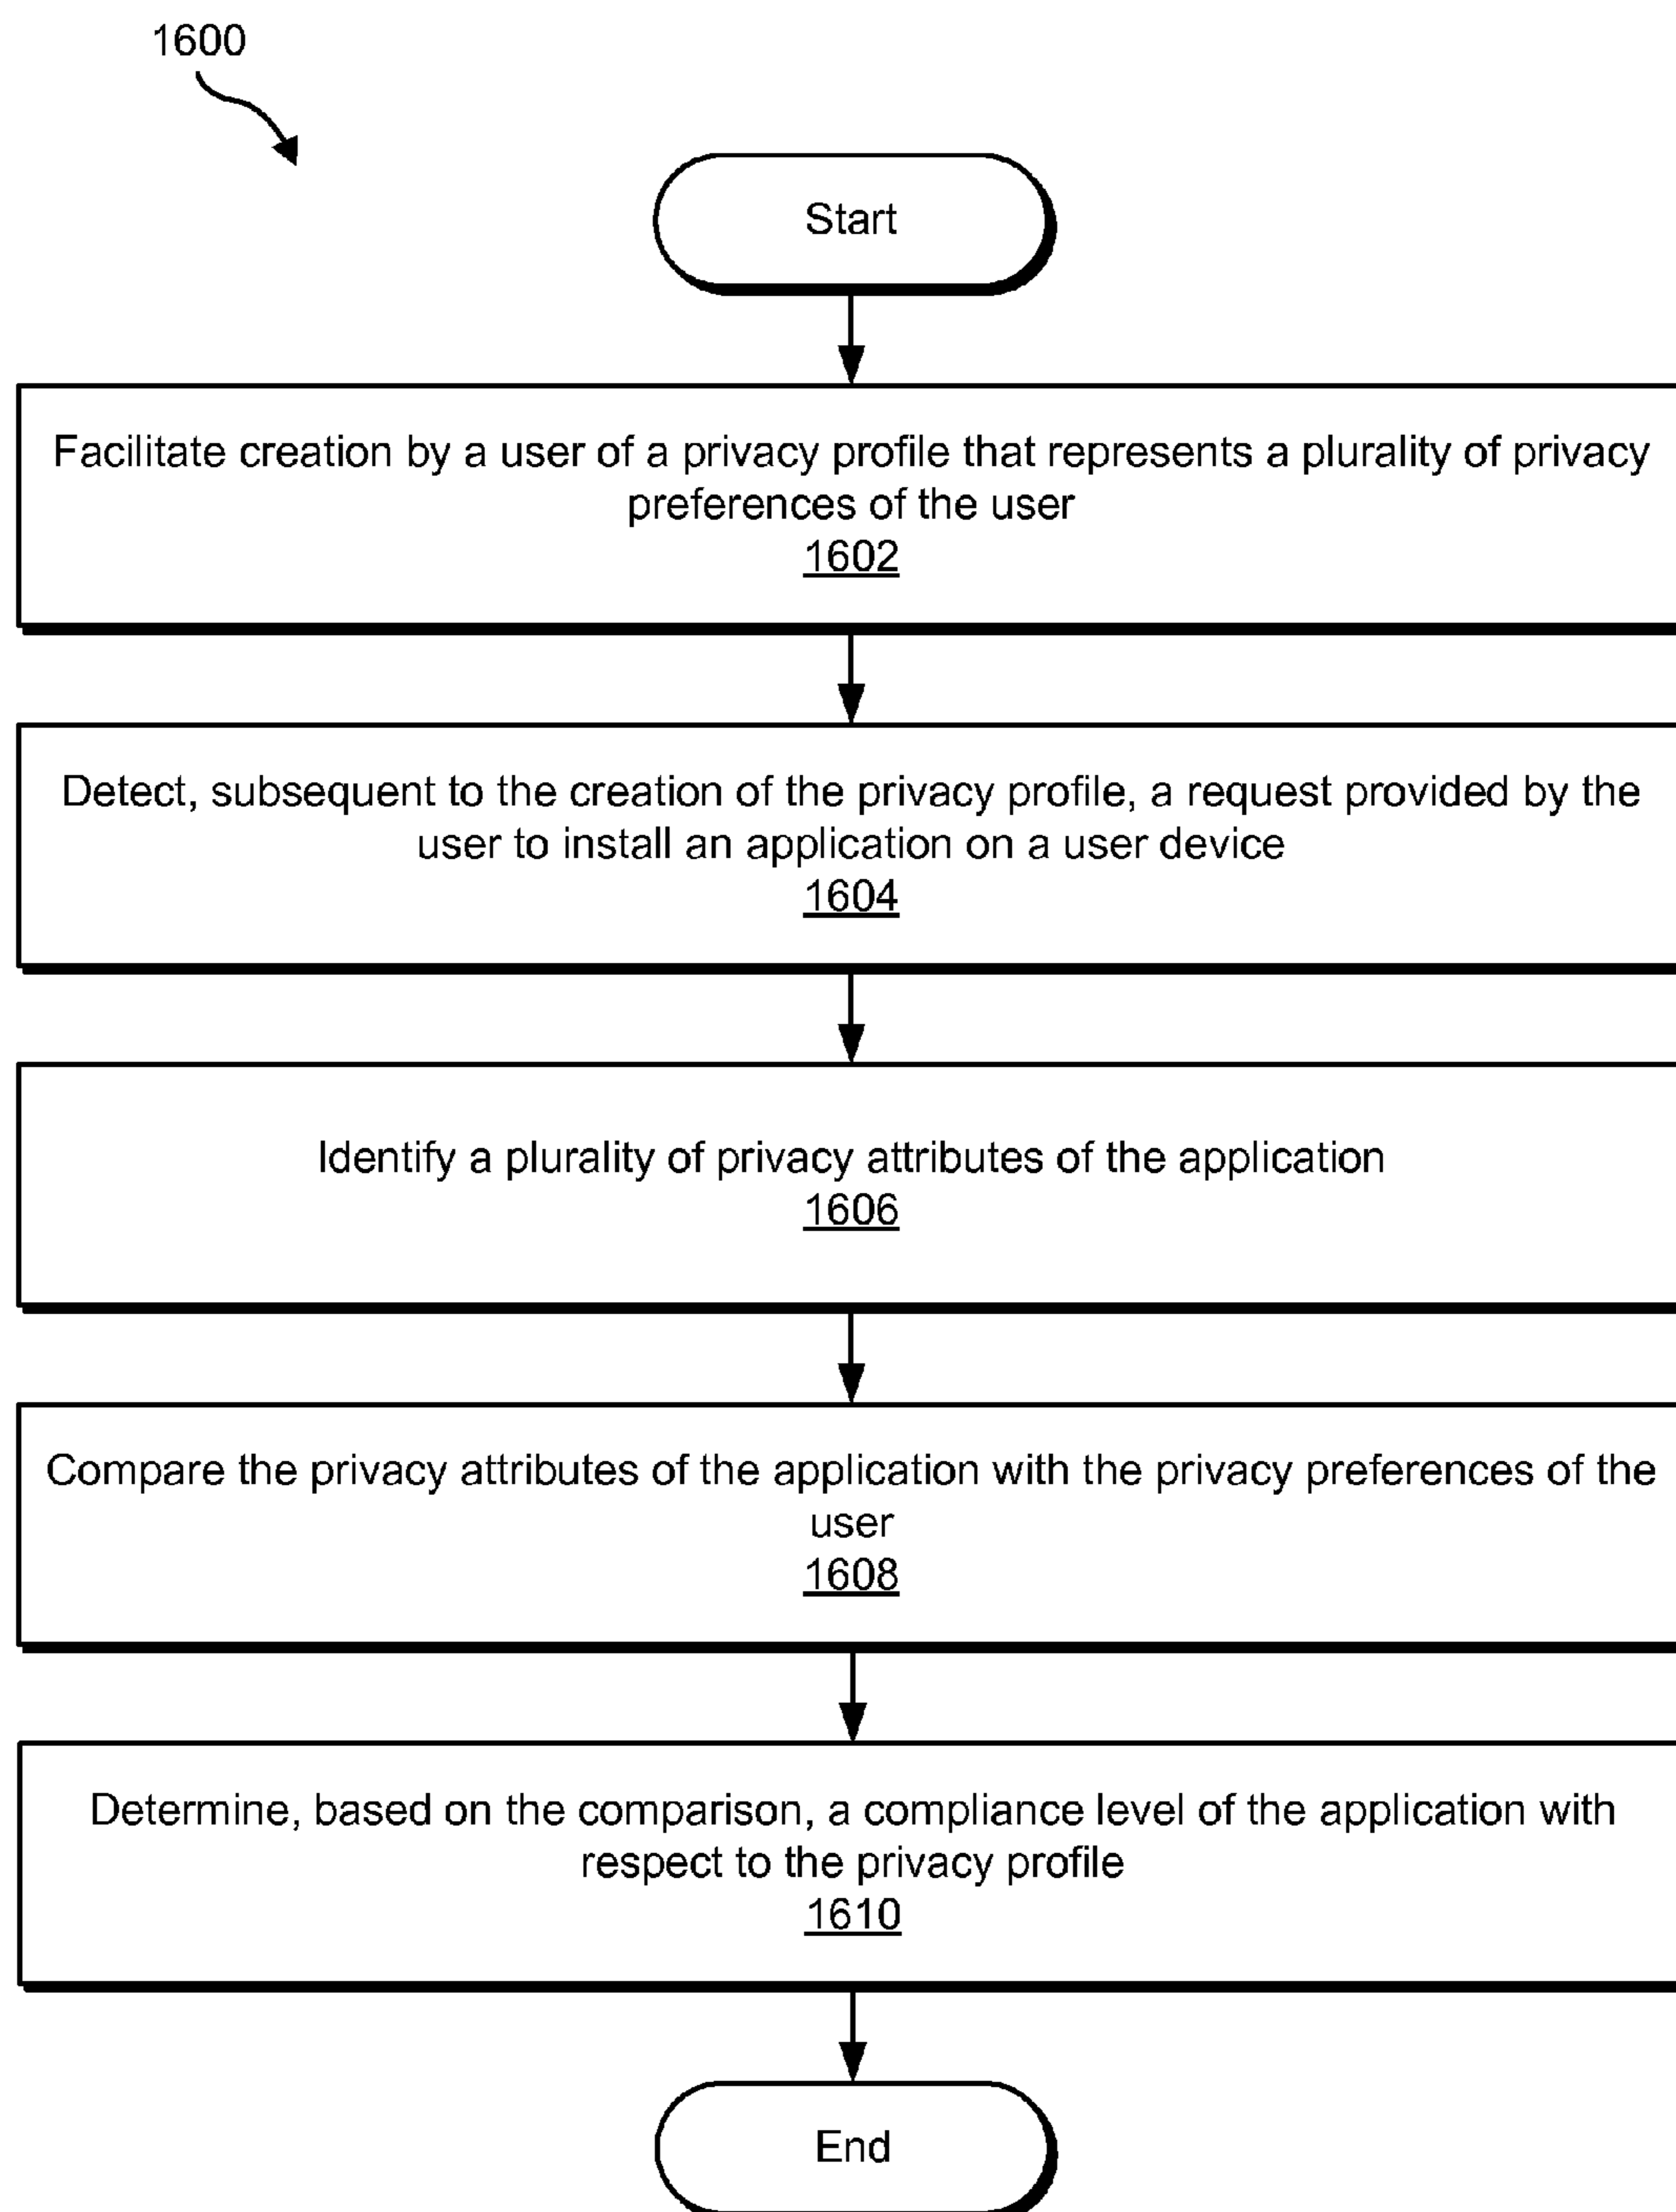 1600
Start
Facilitate creation by a user of a privacy profile that represents a plurality of privacy
preferences of the user
1602
Detect, subsequent to the creation of the privacy profile, a request provided by the
user to install an application on a user device
1604
Identify a plurality of privacy attributes of the application
1606
Compare the privacy attributes of the application with the privacy preferences of the
user
1608
Determine, based on the comparison, a compliance level of the application with
respect to the privacy profile
1610
End